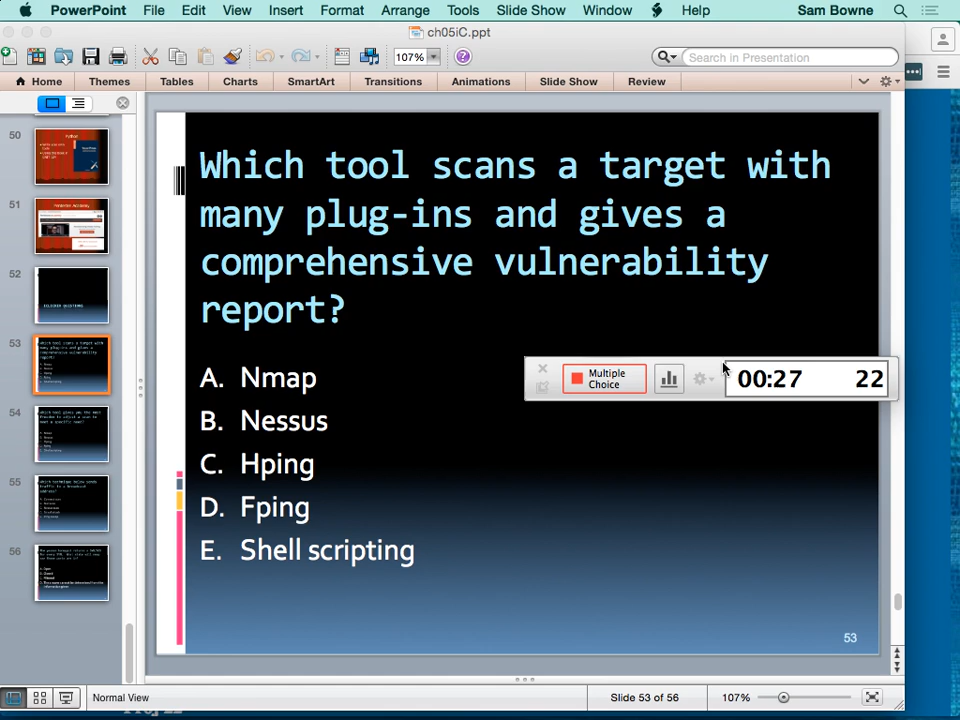 PowerPoint File Edit View Insert Format Arrange Tools Slide Show Window Help Sam Bowne
ch05iC.ppt
107% Search in Presentation
Home Themes Tables Charts SmartArt Transitions Animations Slide Show Review
50
51
52
53
54
55
56
Which tool scans a target with
many plug-ins and gives a
comprehensive vulnerability
report?
A. Nmap
B. Nessus
C. Hping
D. Fping
E. Shell scripting
Multiple
Choice
00:27 22
53
Normal View Slide 53 of 56 107%